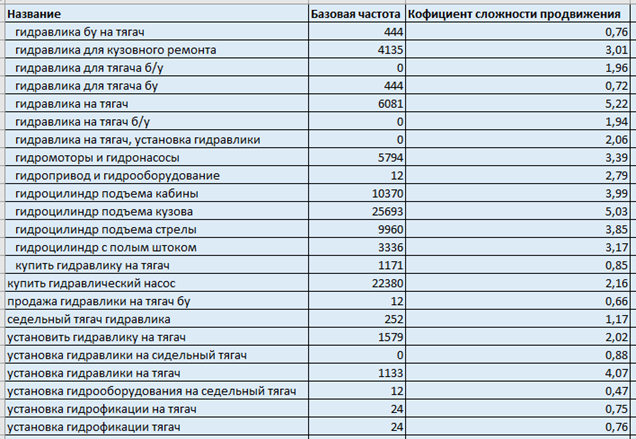 Название Базовая частота Кофициент сложности продвижения
гидравлика бу на тягач 444 0,76
гидравлика для кузовного ремонта 4135 3,01
гидравлика для тягача б/у 0 1,96
гидравлика для тягача бу 444 0,72
гидравлика на тягач 6081 5,22
гидравлика на тягач б/у 0 1,94
гидравлика на тягач, установка гидравлики 0 2,06
гидромоторы и гидронасосы 5794 3,39
гидропривод и гидрооборудование 12 2,79
гидроцилиндр подъема кабины 10370 3,99
гидроцилиндр подъема кузова 25693 5,03
гидроцилиндр подъема стрелы 9960 3,85
гидроцилиндр с полым штоком 3336 3,17
купить гидравлику на тягач 1171 0,85
купить гидравлический насос 22380 2,16
продажа гидравлики на тягач бу 12 0,66
седельный тягач гидравлика 252 1,17
установить гидравлику на тягач 1579 2,02
установка гидравлики на сидельный тягач 0 0,88
установка гидравлики на тягач 1133 4,07
установка гидрооборудования на седельный тягач 12 0,47
установка гидрофикации на тягач 24 0,75
установка гидрофикации тягач 24 0,76